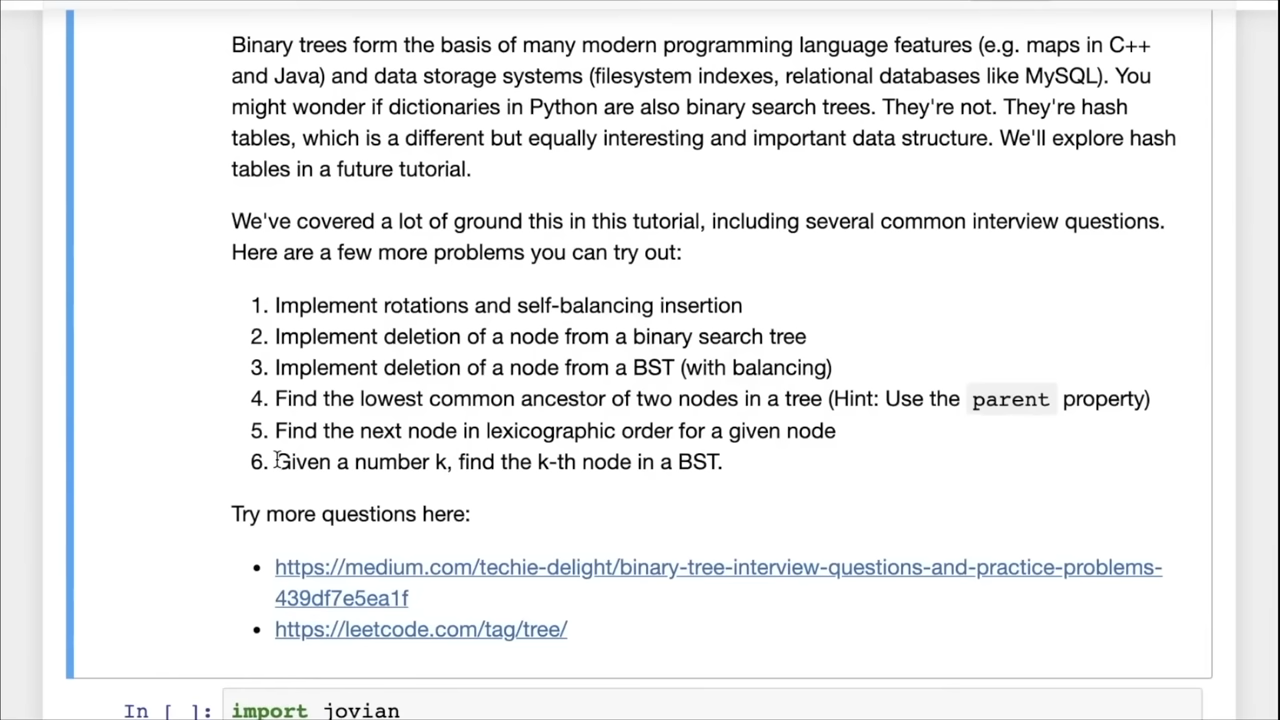 Binary trees form the basis of many modern programming language features (e.g. maps in C++
and Java) and data storage systems (filesystem indexes, relational databases like MySQL). You
might wonder if dictionaries in Python are also binary search trees. They're not. They're hash
tables, which is a different but equally interesting and important data structure. We'll explore hash
tables in a future tutorial.
We've covered a lot of ground this in this tutorial, including several common interview questions.
Here are a few more problems you can try out:
1. Implement rotations and self-balancing insertion
2. Implement deletion of a node from a binary search tree
3. Implement deletion of a node from a BST (with balancing)
4. Find the lowest common ancestor of two nodes in a tree (Hint: Use the parent property)
5. Find the next node in lexicographic order for a given node
6. Given a number k, find the k-th node in a BST.
Try more questions here:
• https://medium.com/techie-delight/binary-tree-interview-questions-and-practice-problems-
439df7e5ea1f
• https://leetcode.com/tag/tree/
In [ ]: import jovian